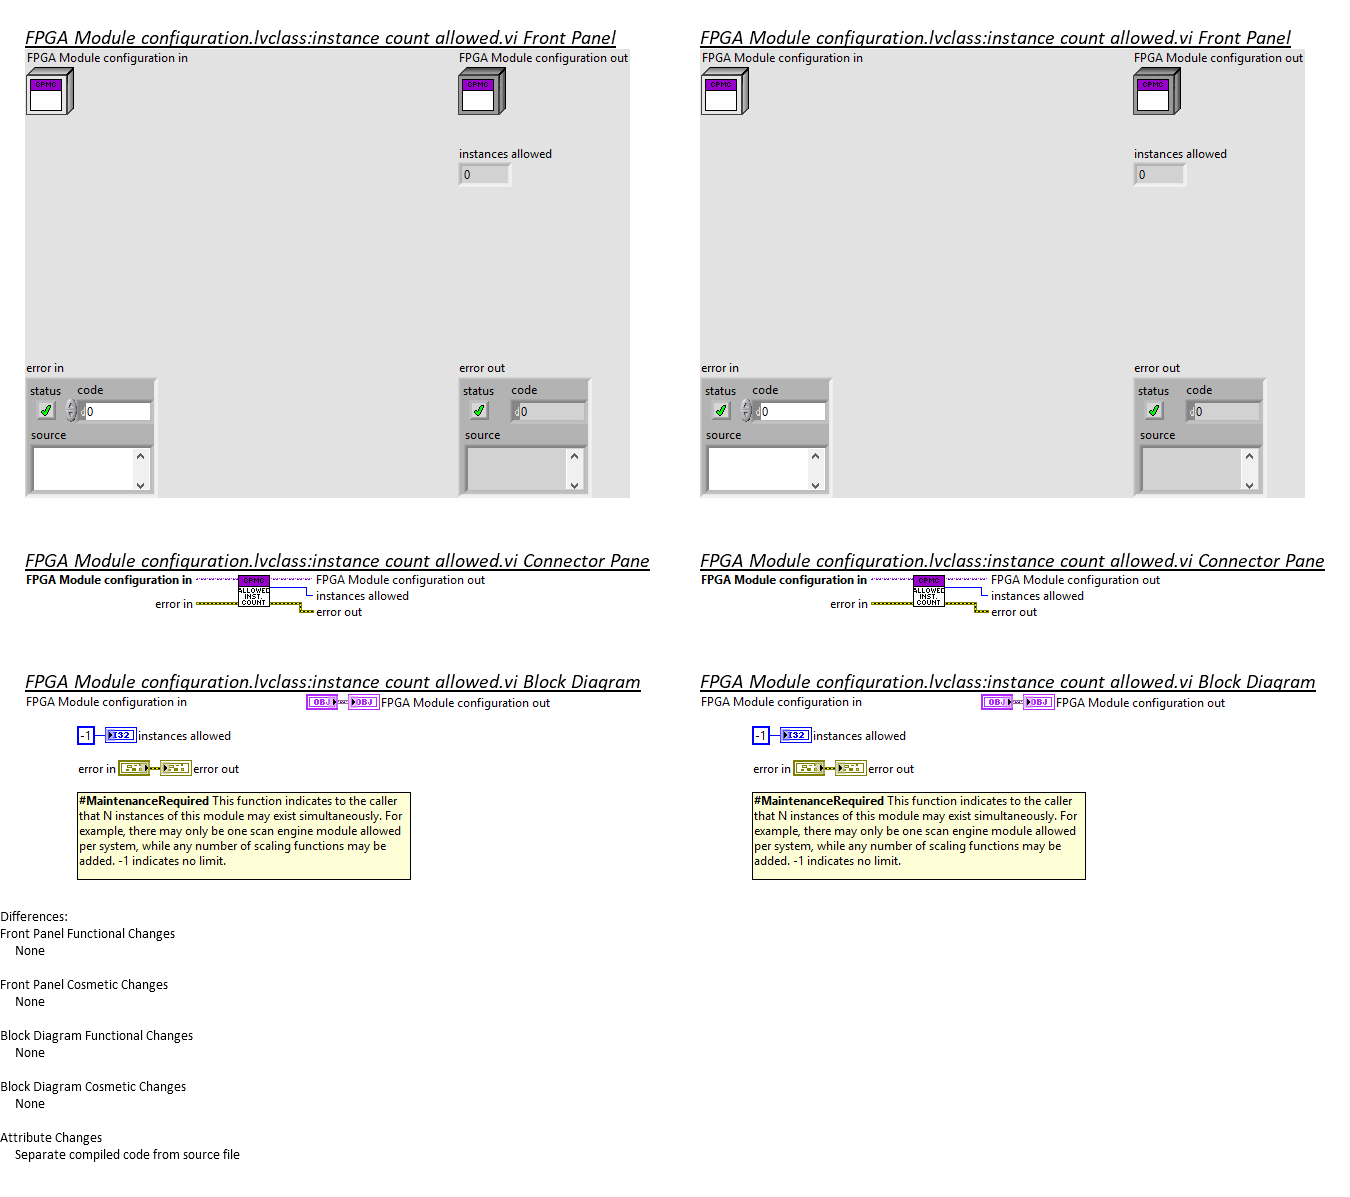 FPGA Module configuration.lvclass:instance count allowed.vi Front Panel
FPGA Module configuration in
FPGA Module configuration out
CPMC
CPMC
instances allowed
0
error in
error out
status code
0
status code
0
source
source
FPGA Module configuration.lvclass:instance count allowed.vi Front Panel
FPGA Module configuration in
FPGA Module configuration out
CPMC
CPMC
instances allowed
0
error in
error out
status code
0
status code
0
source
source
FPGA Module configuration.lvclass:instance count allowed.vi Connector Pane
FPGA Module configuration in
CPMC
FPGA Module configuration out
ALLOWED
INST.
COUNT
instances allowed
error in
error out
FPGA Module configuration.lvclass:instance count allowed.vi Connector Pane
FPGA Module configuration in
CPMC
FPGA Module configuration out
ALLOWED
INST.
COUNT
instances allowed
error in
error out
FPGA Module configuration.lvclass:instance count allowed.vi Block Diagram
FPGA Module configuration in
OBJ
OBJ
FPGA Module configuration out
-1
I32
instances allowed
error in
error out
#MaintenanceRequired This function indicates to the caller
that N instances of this module may exist simultaneously. For
example, there may only be one scan engine module allowed
per system, while any number of scaling functions may be
added. -1 indicates no limit.
FPGA Module configuration.lvclass:instance count allowed.vi Block Diagram
FPGA Module configuration in
OBJ
OBJ
FPGA Module configuration out
-1
I32
instances allowed
error in
error out
#MaintenanceRequired This function indicates to the caller
that N instances of this module may exist simultaneously. For
example, there may only be one scan engine module allowed
per system, while any number of scaling functions may be
added. -1 indicates no limit.
Differences:
Front Panel Functional Changes
None
Front Panel Cosmetic Changes
None
Block Diagram Functional Changes
None
Block Diagram Cosmetic Changes
None
Attribute Changes
Separate compiled code from source file